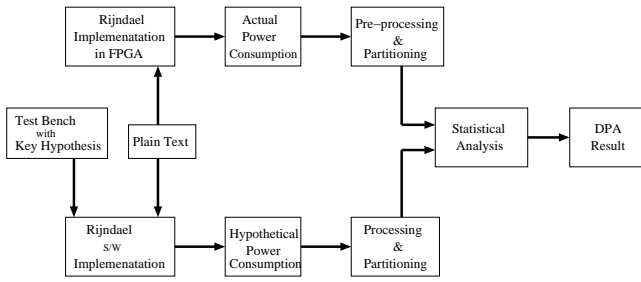 Rijndael
Implemenatation
in FPGA
Actual
Power
Consumption
Pre-processing
&
Partitioning
Test Bench
with
Key Hypothesis
Plain Text
Statistical
Analysis
DPA
Result
Rijndael
S/W
Implemenatation
Hypothetical
Power
Consumption
Processing
&
Partitioning